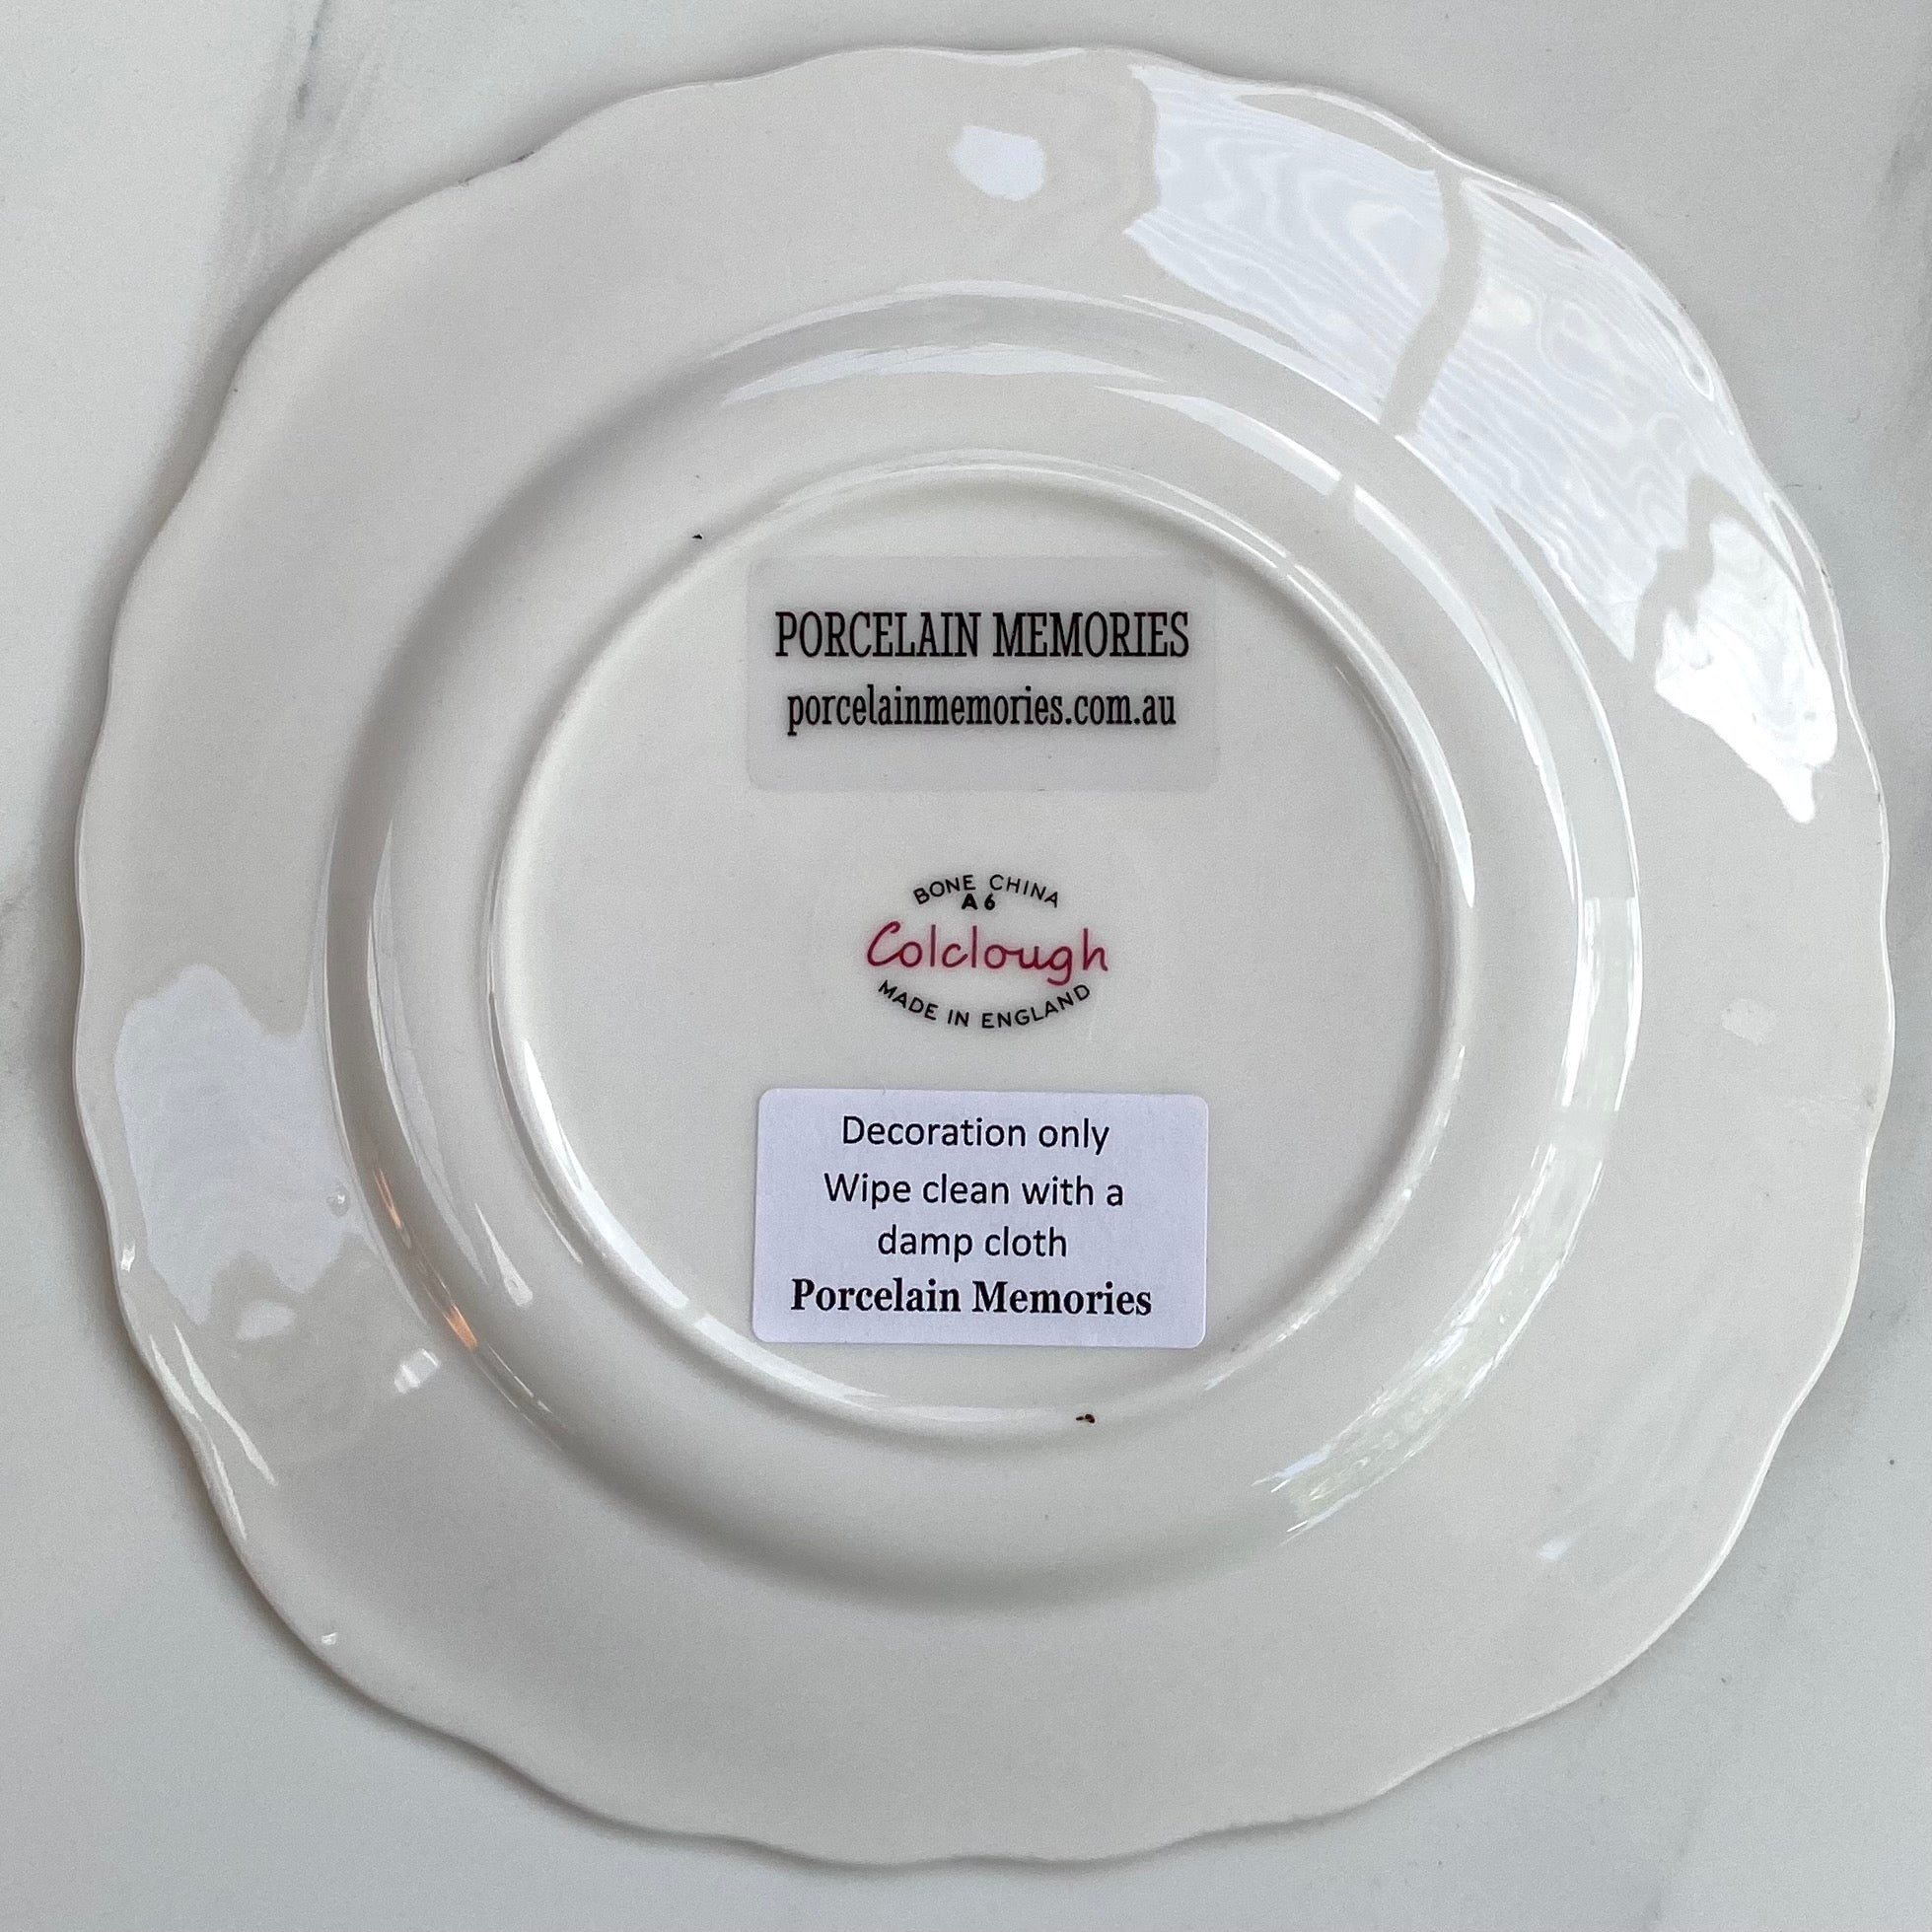 PORCELAIN MEMORIES
porcelainmemories.com.au
BONE CHINA
A6
Colclough
MADE IN ENGLAND
Decoration only
Wipe clean with a
damp cloth
Porcelain Memories